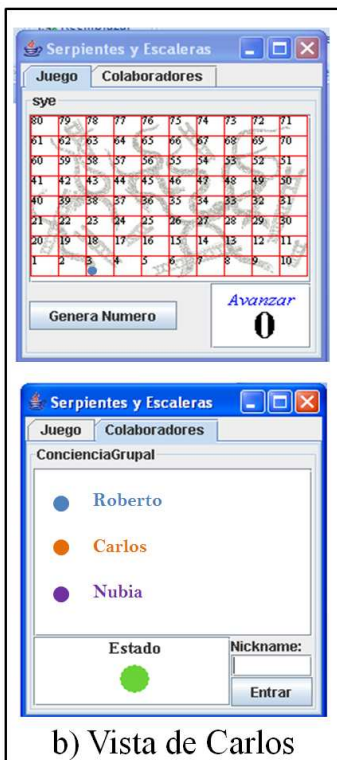 Serpientes y Escaleras
Juego Colaboradores
sye
80 79 78 77 76 75 74 73 72 71
61 62 63 64 65 66 67 68 69 70
60 59 58 57 56 55 54 53 52 51
41 42 43 44 45 46 47 48 49 50
40 39 38 37 36 35 34 33 32 31
21 22 23 24 25 26 27 28 29 30
20 19 18 17 16 15 14 13 12 11
1 2 3 4 5 6 7 8 9 10
Genera Numero
Avanzar
0
Serpientes y Escaleras
Juego Colaboradores
ConcienciaGrupal
Roberto
Carlos
Nubia
Estado
Nickname:
Entrar
b) Vista de Carlos